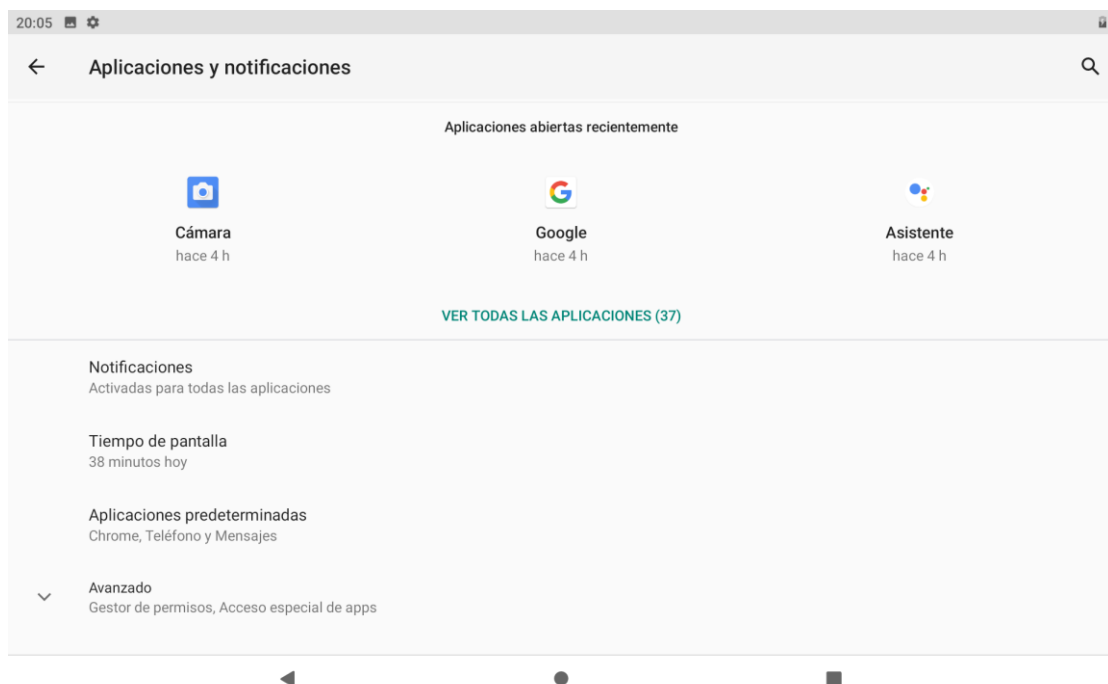 20:05
Aplicaciones y notificaciones
Aplicaciones abiertas recientemente
Cámara
hace 4 h
Google
hace 4 h
Asistente
hace 4 h
VER TODAS LAS APLICACIONES (37)
Notificaciones
Activadas para todas las aplicaciones
Tiempo de pantalla
38 minutos hoy
Aplicaciones predeterminadas
Chrome, Teléfono y Mensajes
Avanzado
Gestor de permisos, Acceso especial de apps